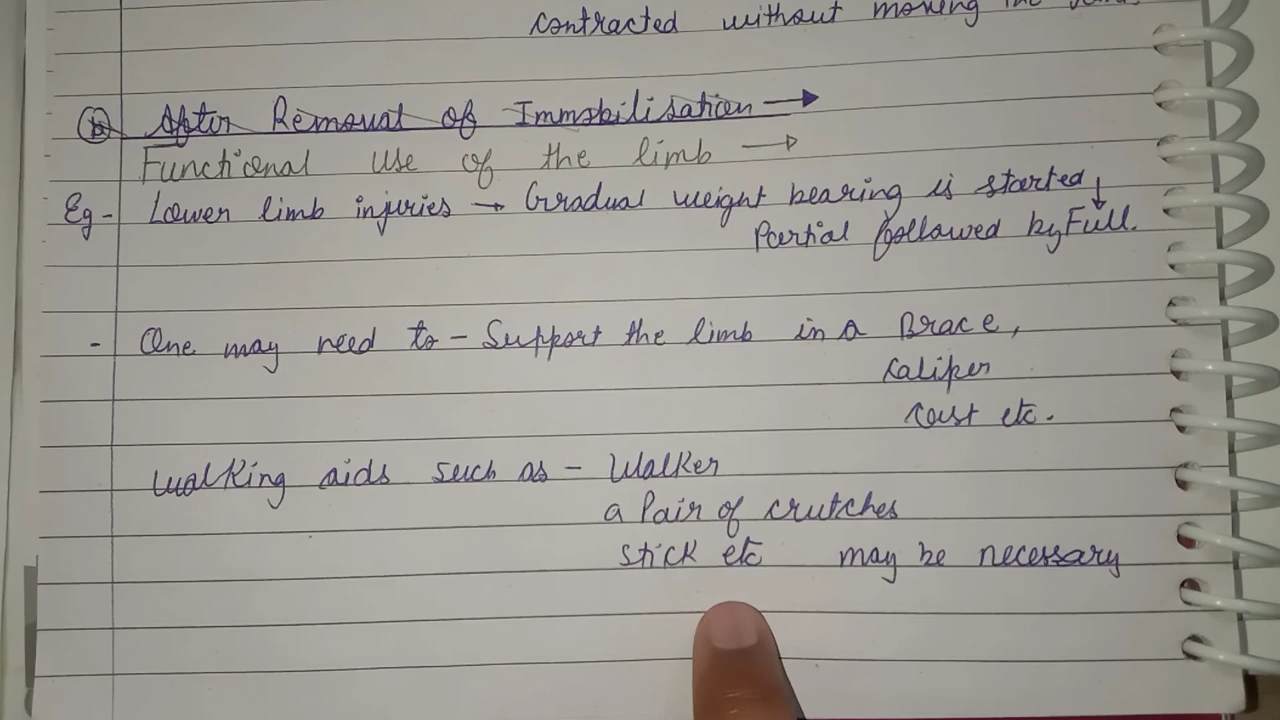 contracted without moving the
(b) After Removal of Immobilisation →
Functional Use of the limb →
Eg - Lower limb injuries → Gradual weight bearing is started ↓
Partial followed by Full.
- One may need to - Support the limb in a Brace,
Caliper
Cast etc.
Walking aids such as - Walker
a Pair of crutches
Stick etc may be necessary